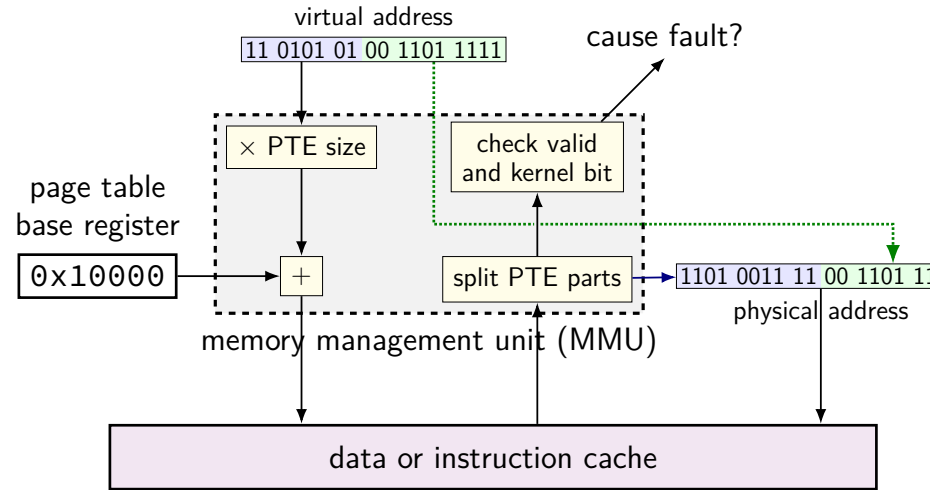 virtual address
11 0101 01 00 1101 1111
cause fault?
× PTE size
check valid
and kernel bit
page table
base register
0x10000
+
split PTE parts
1101 0011 11 00 1101 11
physical address
memory management unit (MMU)
data or instruction cache